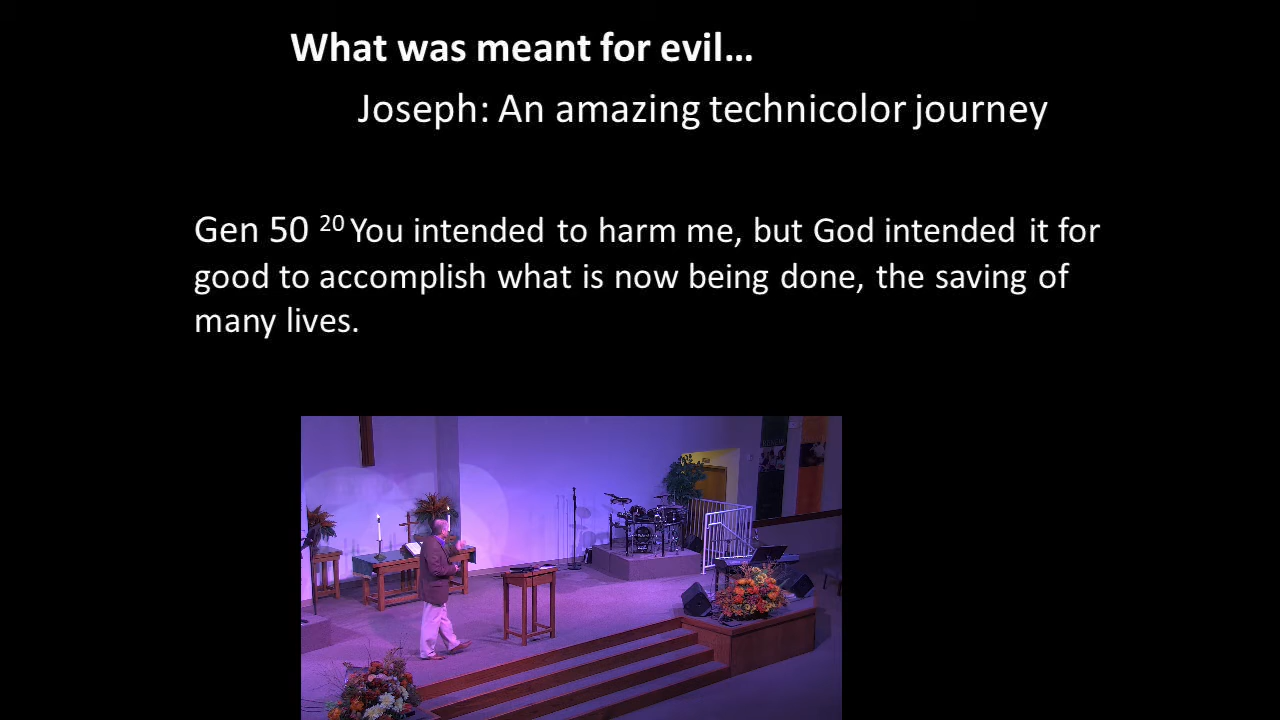 What was meant for evil…
Joseph: An amazing technicolor journey
Gen 50 20 You intended to harm me, but God intended it for
good to accomplish what is now being done, the saving of
many lives.